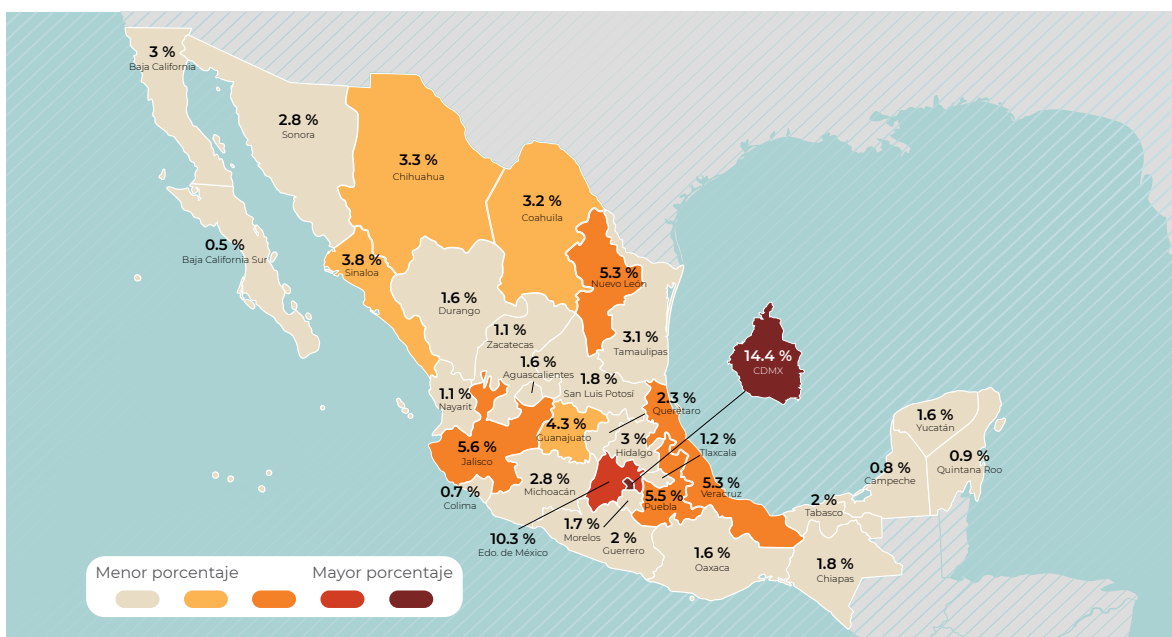 3 %
Baja California
2.8 %
Sonora
3.3 %
Chihuahua
3.2 %
Coahuila
0.5 %
Baja California Sur
3.8 %
Sinaloa
5.3 %
Nuevo León
1.6 %
Durango
1.1 %
Zacatecas
3.1 %
Tamaulipas
14.4 %
CDMX
1.6 %
Aguascalientes
1.8 %
San Luis Potosí
1.1 %
Nayarit
2.3 %
Querétaro
4.3 %
Guanajuato
5.6 %
Jalisco
3 %
Hidalgo
1.2 %
Tlaxcala
1.6 %
Yucatán
0.9 %
Quintana Roo
0.8 %
Campeche
0.7 %
Colima
2.8 %
Michoacán
5.5 %
Puebla
5.3 %
Veracruz
2 %
Tabasco
10.3 %
Edo. de México
1.7 %
Morelos
2 %
Guerrero
1.6 %
Oaxaca
1.8 %
Chiapas
Menor porcentaje
Mayor porcentaje